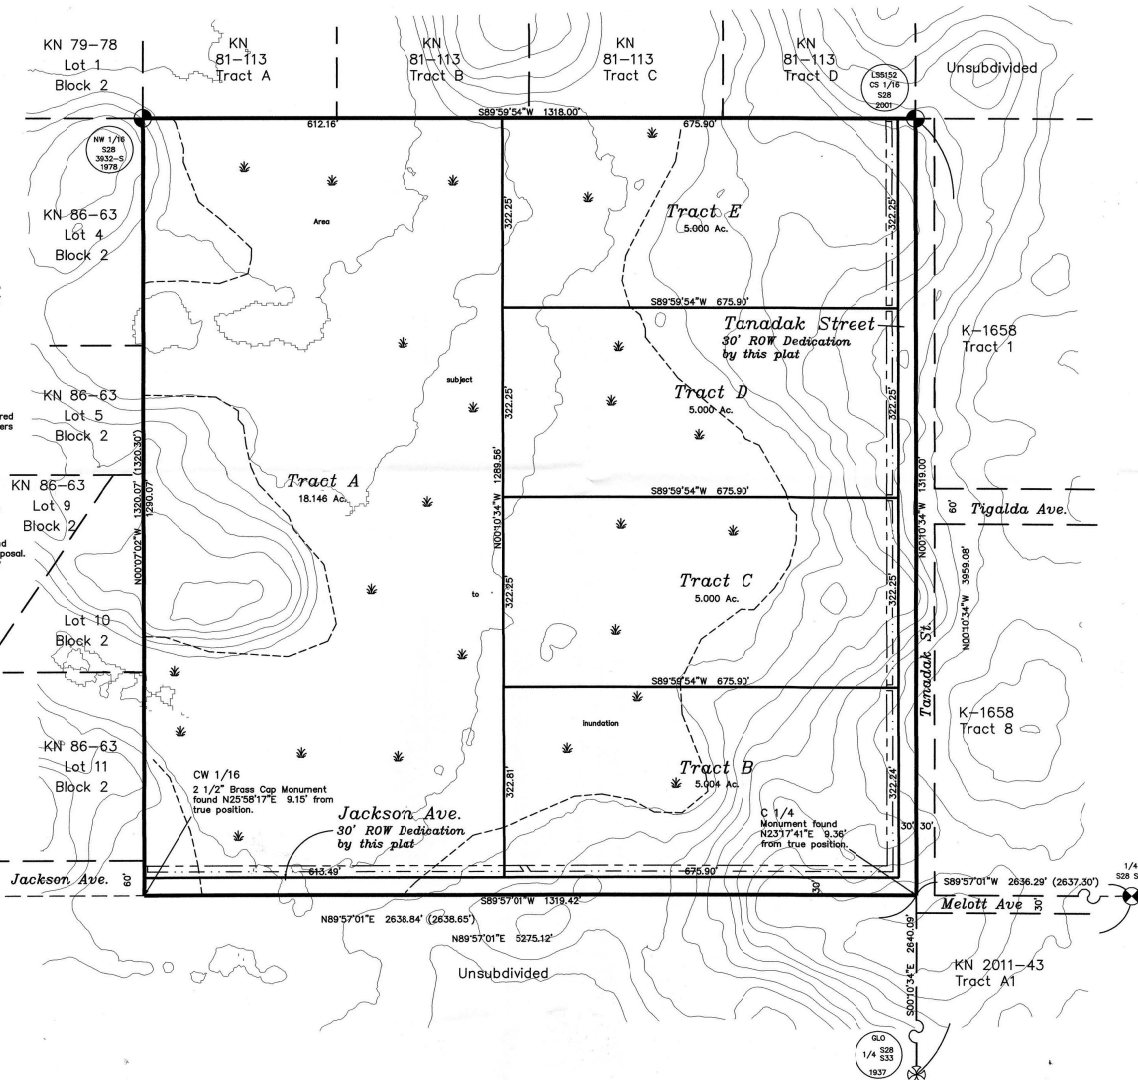 KN 79-78
Lot 1
Block 2
KN
81-113
Tract A
KN
81-113
Tract B
KN
81-113
Tract C
KN
81-113
Tract D
LS5152
CS 1/16
S28
2001
Unsubdivided
S89°59'54"W 1318.00'
612.16'
675.90'
NW 1/16
S28
3932-S
1978
KN 86-63
Lot 4
Block 2
Area
322.25'
Tract E
5.000 Ac.
322.25'
S89°59'54"W 675.90'
Tanadak Street
30' ROW Dedication
by this plat
K-1658
Tract 1
KN 86-63
Lot 5
Block 2
subject
322.25'
Tract D
5.000 Ac.
322.25'
N00°07'02"W 1320.07' (1320.30')
1290.07'
Tract A
18.146 Ac.
N00°10'34"W 1289.56'
S89°59'54"W 675.90'
N00°10'34"W 1319.00'
60'
Tigalda Ave.
KN 86-63
Lot 9
Block 2
posal.
322.25'
Tract C
5.000 Ac.
322.25'
N00°10'34"W 3959.08'
to
Lot 10
Block 2
Tanadak St.
S89°59'54"W 675.90'
inundation
K-1658
Tract 8
KN 86-63
Lot 11
Block 2
CW 1/16
2 1/2" Brass Cap Monument
found N25°58'17"E 9.15' from
true position.
322.81'
Tract B
5.004 Ac.
322.24'
Jackson Ave.
30' ROW Dedication
by this plat
C 1/4
Monument found
N23°17'41"E 9.36'
from true position.
30'
30'
Jackson Ave.
60'
613.49'
675.90'
30'
S89°57'01"W 2636.29' (2637.30')
1/4
S28 S
S89°57'01"W 1319.42'
Melott Ave
30'
N89°57'01"E 2638.84' (2638.65')
N89°57'01"E 5275.12'
S00°10'34"E 2640.09'
Unsubdivided
KN 2011-43
Tract A1
GLO
1/4 S28
S33
1937